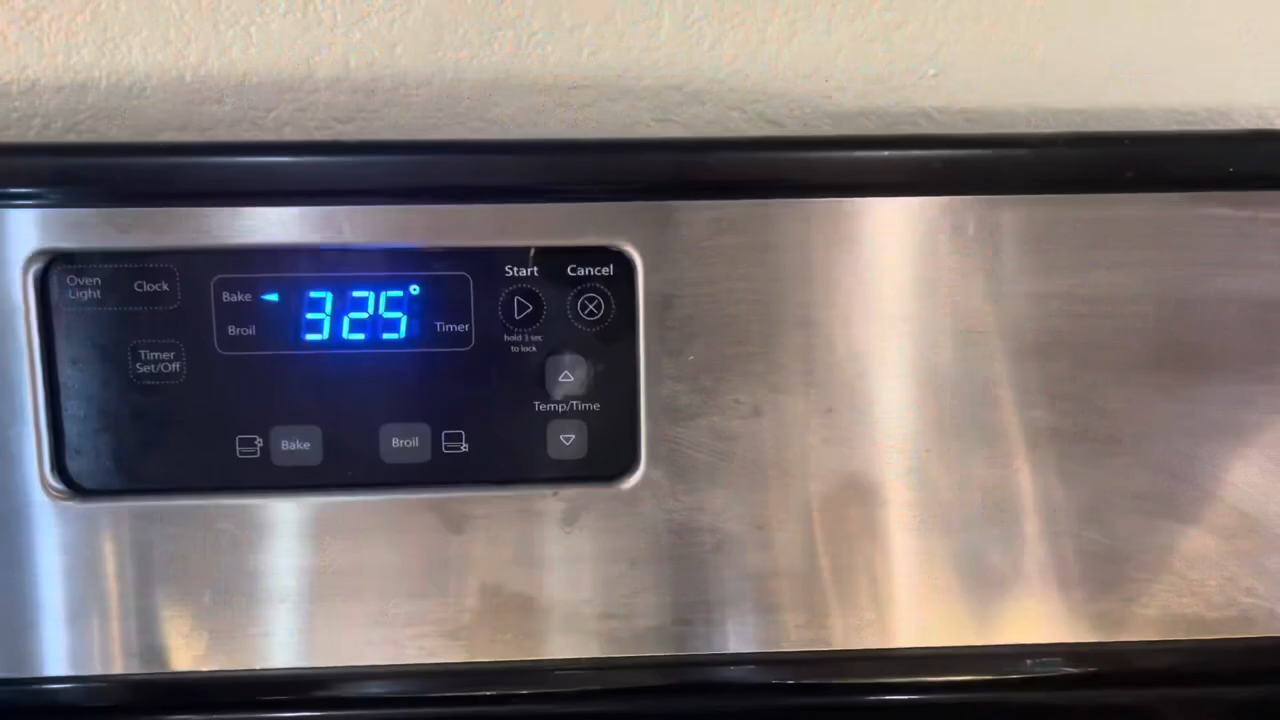 Oven
Light
Clock
Timer
Set/Off
Bake
325°
Broil
Timer
Start
Cancel
hold 3 sec
to lock
Temp/Time
Bake
Broil